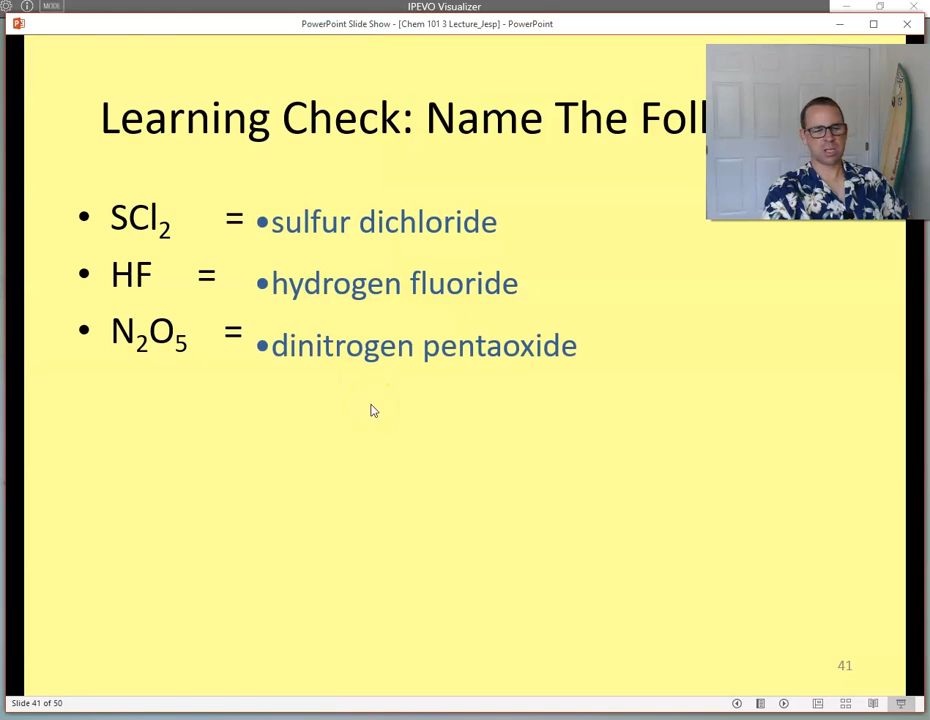 IPEVO Visualizer
MODE
PowerPoint Slide Show - [Chem 101 3 Lecture_Jesp] - PowerPoint
Learning Check: Name The Foll
• SCl₂ = •sulfur dichloride
• HF = •hydrogen fluoride
• N₂O₅ = •dinitrogen pentaoxide
41
Slide 41 of 50